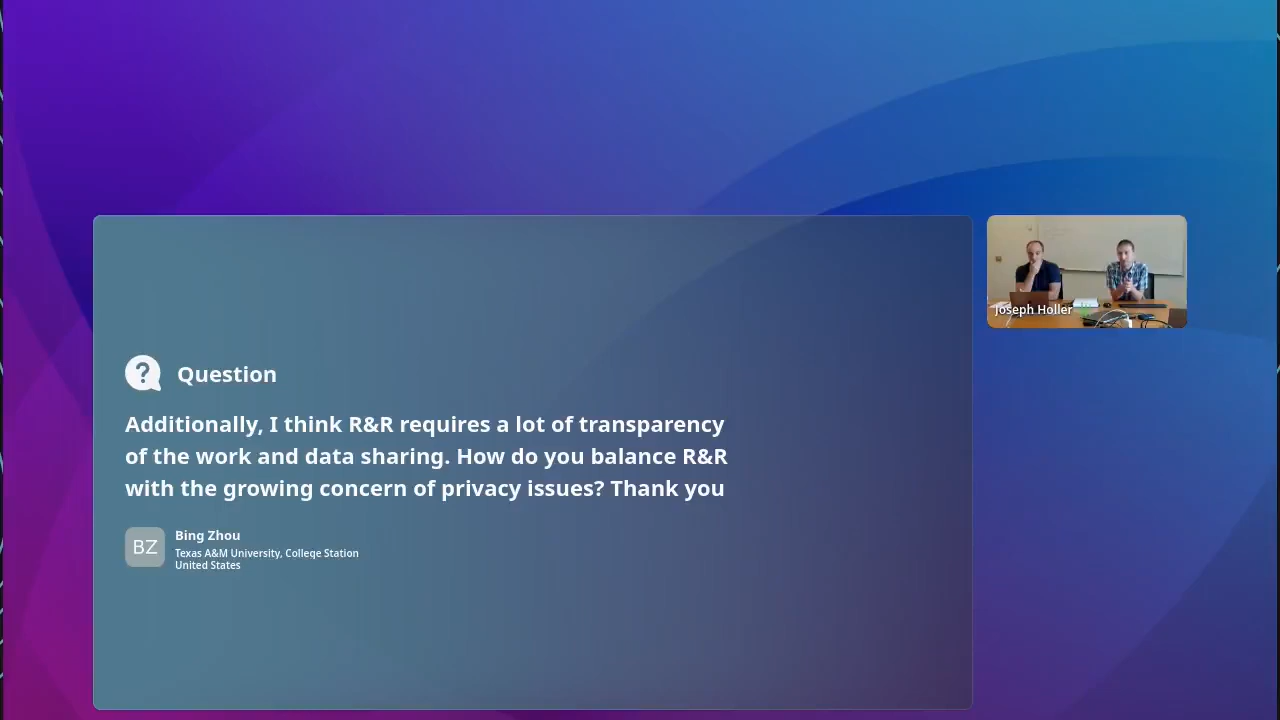 Question
Additionally, I think R&R requires a lot of transparency
of the work and data sharing. How do you balance R&R
with the growing concern of privacy issues? Thank you
BZ
Bing Zhou
Texas A&M University, College Station
United States
Joseph Holler